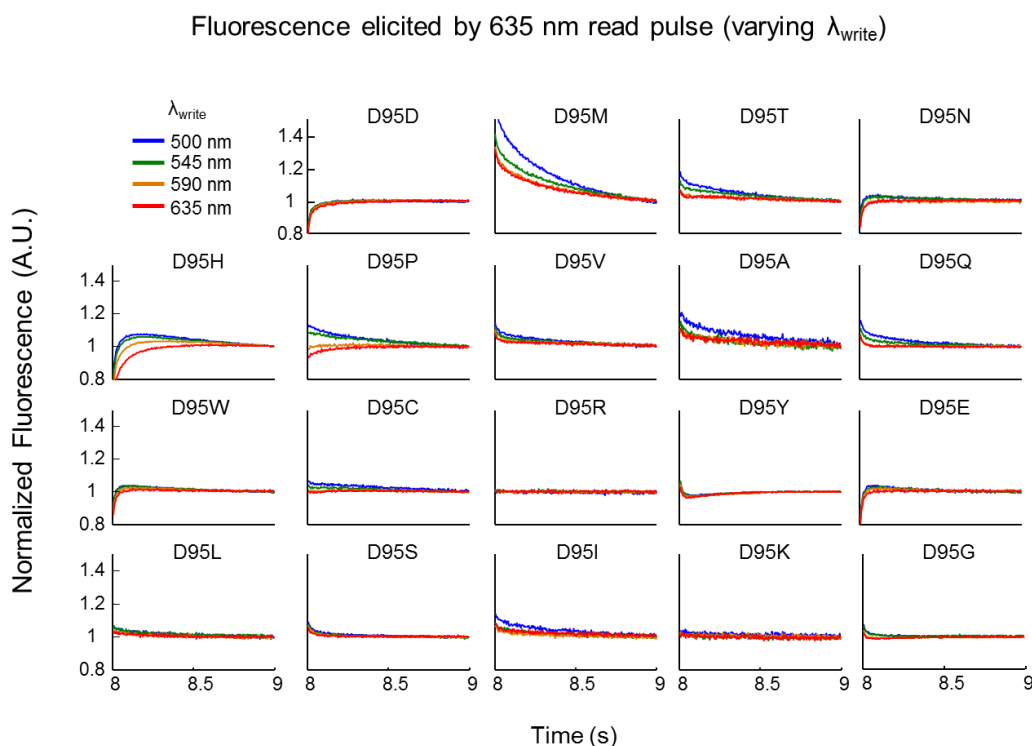 Fluorescence elicited by 635 nm read pulse (varying λwrite)
λwrite
500 nm
545 nm
590 nm
635 nm
D95D D95M D95T D95N
1.4
1.2
1
0.8
D95H D95P D95V D95A D95Q
1.4
1.2
1
0.8
D95W D95C D95R D95Y D95E
1.4
1.2
1
0.8
D95L D95S D95I D95K D95G
1.4
1.2
1
0.8
8 8.5 9 8 8.5 9 8 8.5 9 8 8.5 9 8 8.5 9
Normalized Fluorescence (A.U.)
Time (s)